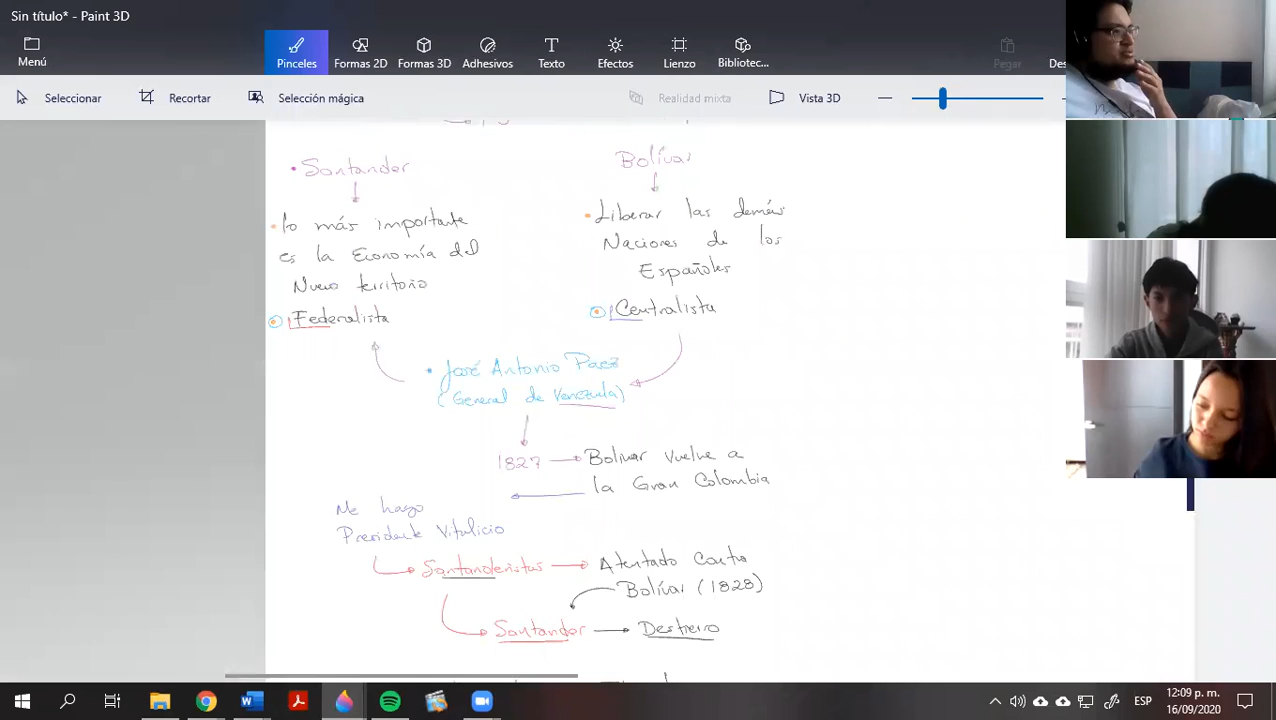 Sin título* - Paint 3D
Menú
Pinceles
Formas 2D
Formas 3D
Adhesivos
Texto
Efectos
Lienzo
Bibliotec...
Pegar
Des
Seleccionar
Recortar
Selección mágica
Realidad mixta
Vista 3D
• Santander
Bolívar
• lo más importante
es la Economía del
Nuevo territorio
• Federalista
• Liberar las demás
Naciones de los
Españoles
• Centralista
• José Antonio Paez
(General de Venezuela)
1827
Bolivar vuelve a
la Gran Colombia
Me hago
Presidente Vitalicio
Santanderistas
Atentado Contra
Bolívar (1828)
Santander
Destierro
ESP
12:09 p. m.
16/09/2020